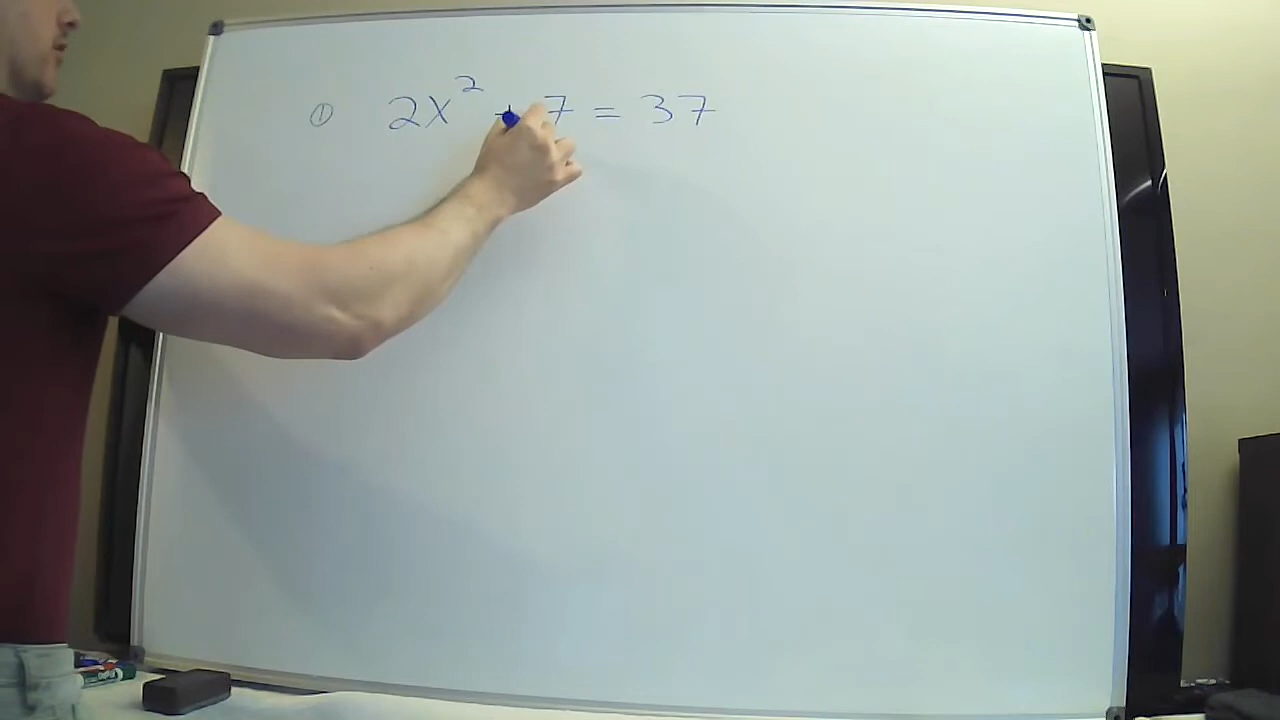 ① 2x² + 7 = 37